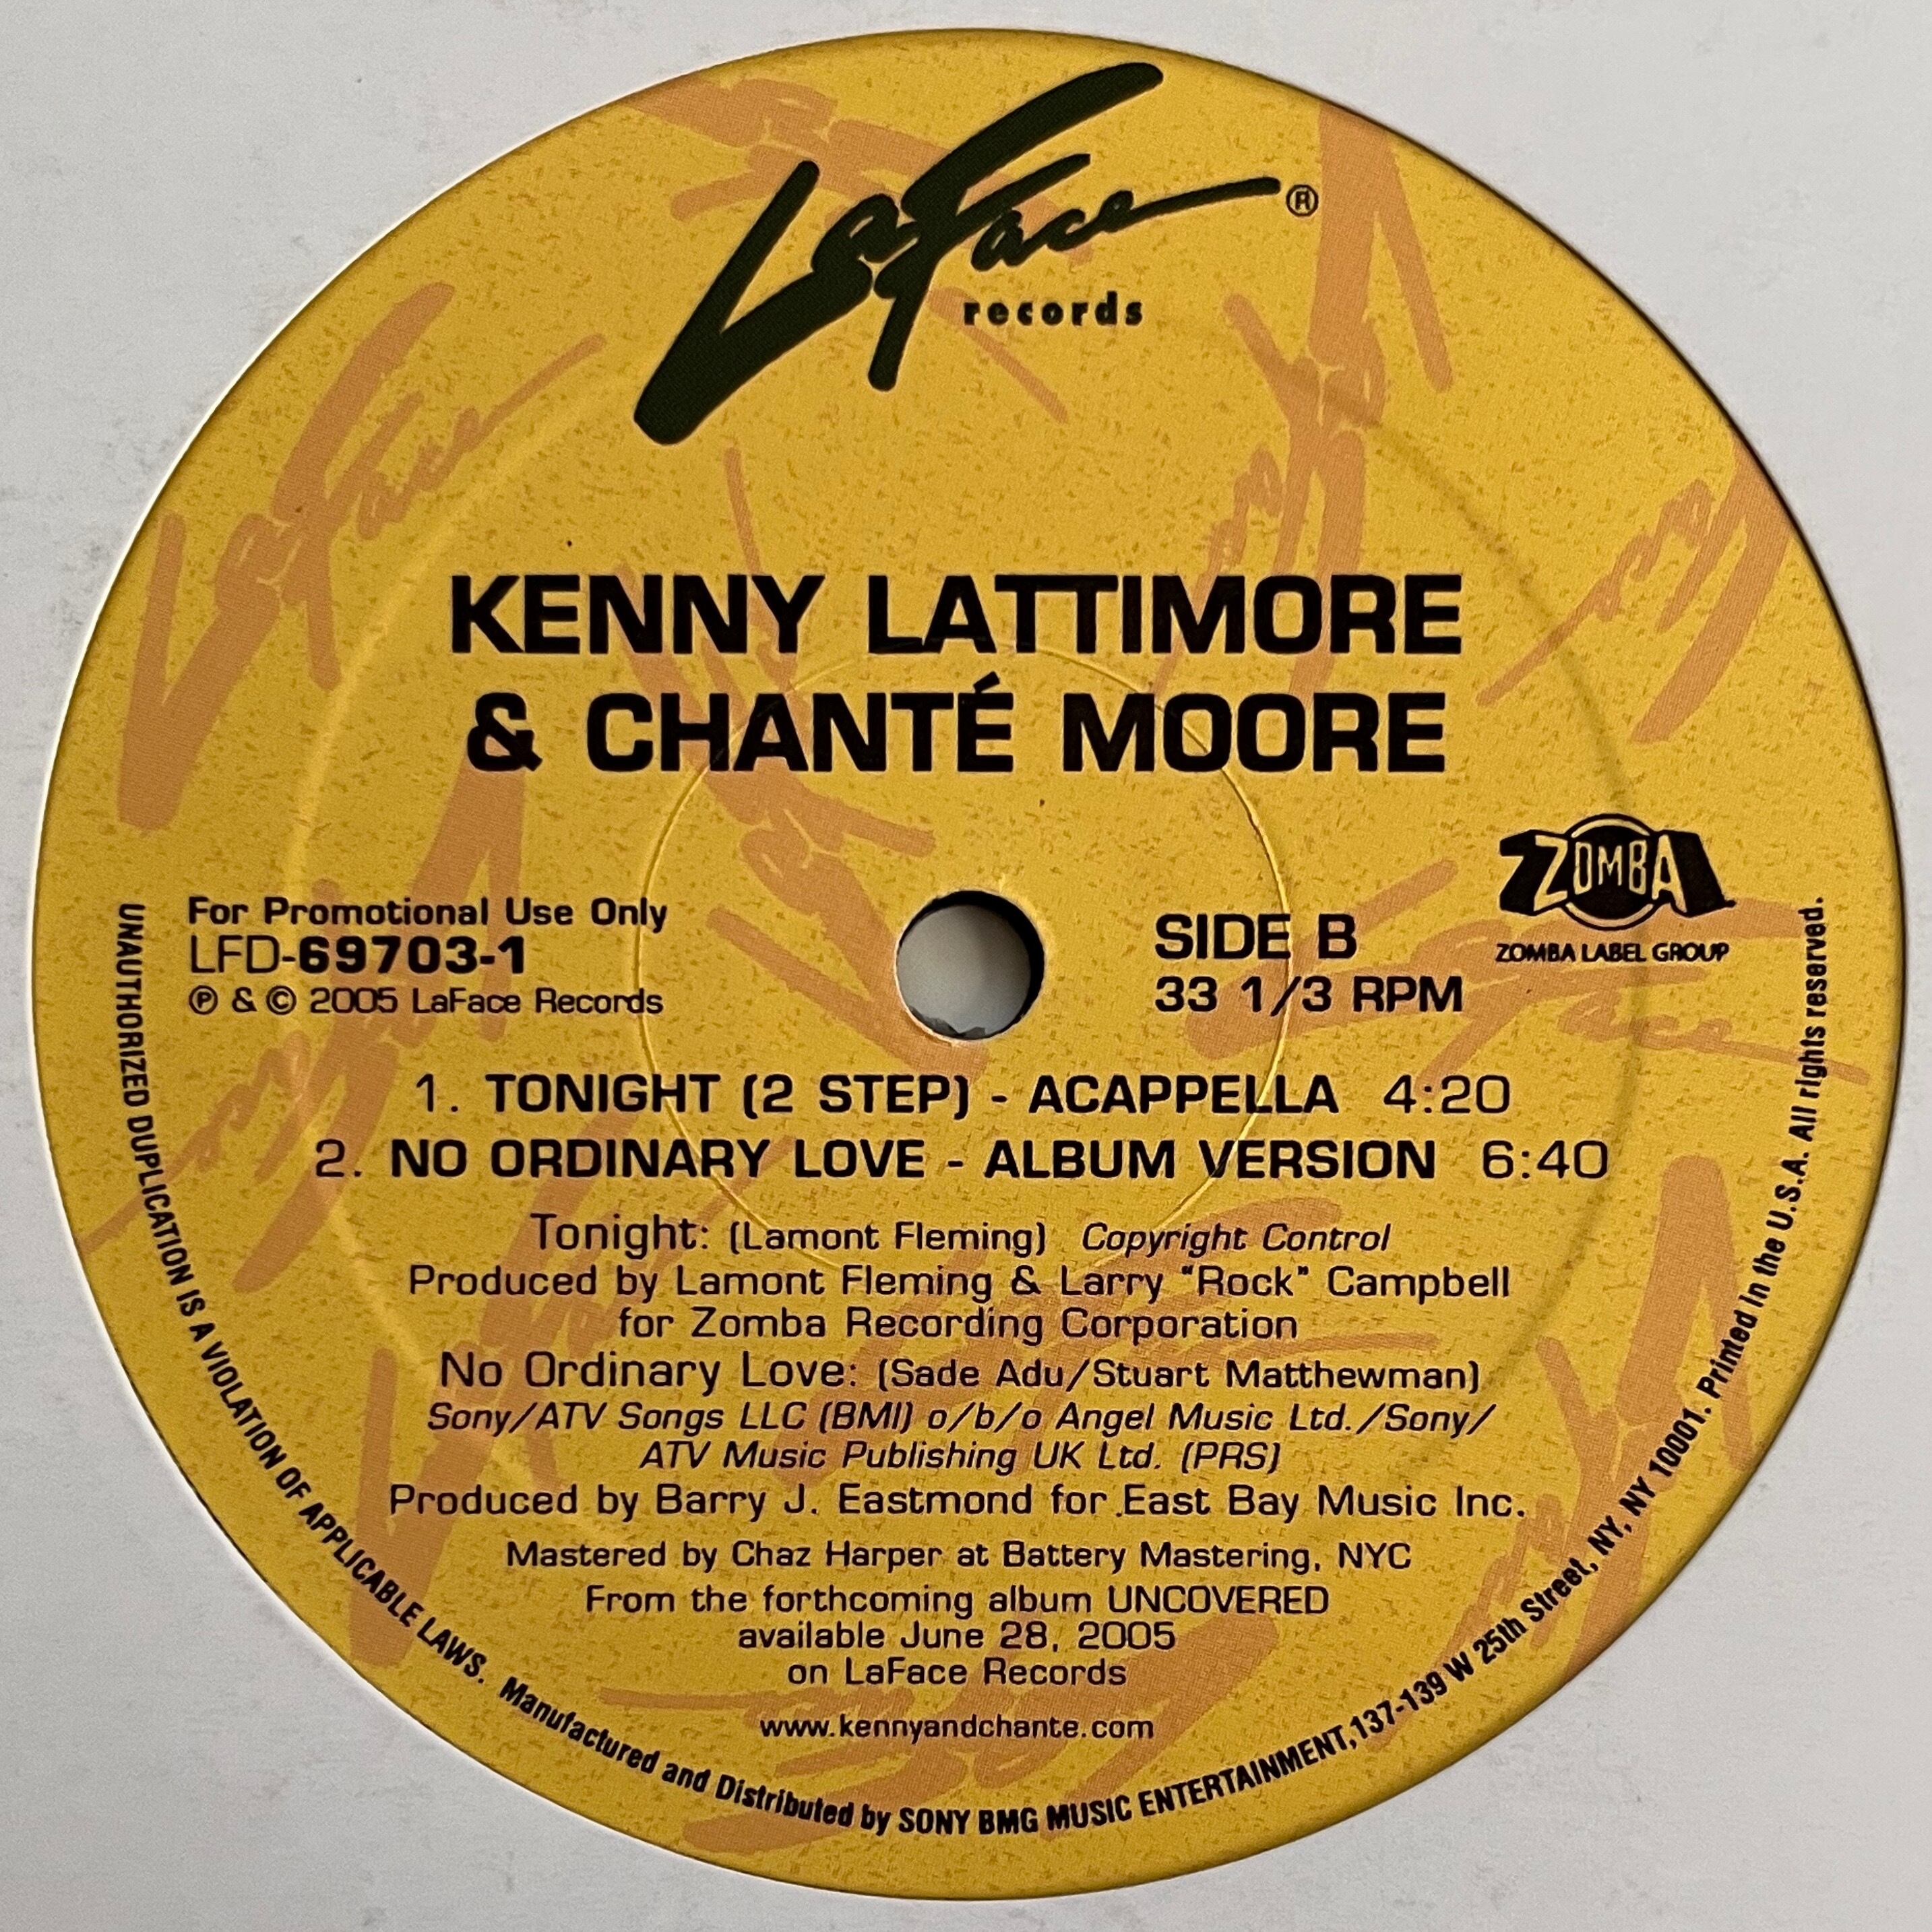 LaFace ®
records
KENNY LATTIMORE
& CHANTÉ MOORE
For Promotional Use Only
LFD-69703-1
℗ & © 2005 LaFace Records
SIDE B
33 1/3 RPM
ZOMBA
ZOMBA LABEL GROUP
1. TONIGHT (2 STEP) - ACAPPELLA 4:20
2. NO ORDINARY LOVE - ALBUM VERSION 6:40
Tonight: (Lamont Fleming) Copyright Control
Produced by Lamont Fleming & Larry "Rock" Campbell
for Zomba Recording Corporation
No Ordinary Love: (Sade Adu/Stuart Matthewman)
Sony/ATV Songs LLC (BMI) o/b/o Angel Music Ltd./Sony/
ATV Music Publishing UK Ltd. (PRS)
Produced by Barry J. Eastmond for East Bay Music Inc.
Mastered by Chaz Harper at Battery Mastering, NYC
From the forthcoming album UNCOVERED
available June 28, 2005
on LaFace Records
www.kennyandchante.com
UNAUTHORIZED DUPLICATION IS A VIOLATION OF APPLICABLE LAWS. Manufactured and Distributed by SONY BMG MUSIC ENTERTAINMENT, 137-139 W 25th Street, NY, NY 10001. Printed in the U.S.A. All rights reserved.